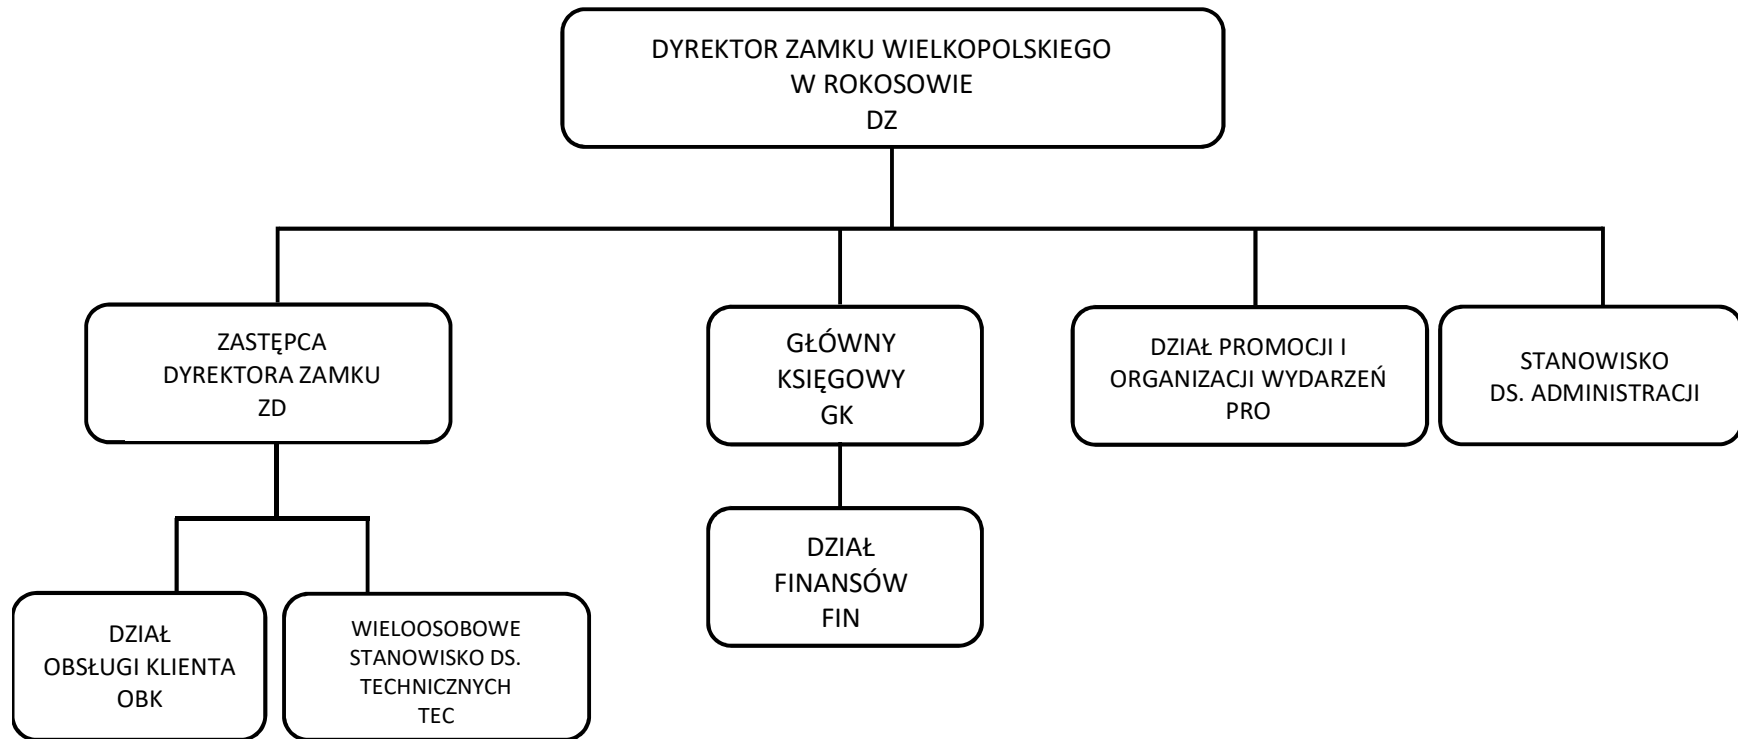 DYREKTOR ZAMKU WIELKOPOLSKIEGO
W ROKOSOWIE
DZ
ZASTĘPCA
DYREKTORA ZAMKU
ZD
GŁÓWNY
KSIĘGOWY
GK
DZIAŁ PROMOCJI I
ORGANIZACJI WYDARZEŃ
PRO
STANOWISKO
DS. ADMINISTRACJI
DZIAŁ
OBSŁUGI KLIENTA
OBK
WIELOOSOBOWE
STANOWISKO DS.
TECHNICZNYCH
TEC
DZIAŁ
FINANSÓW
FIN